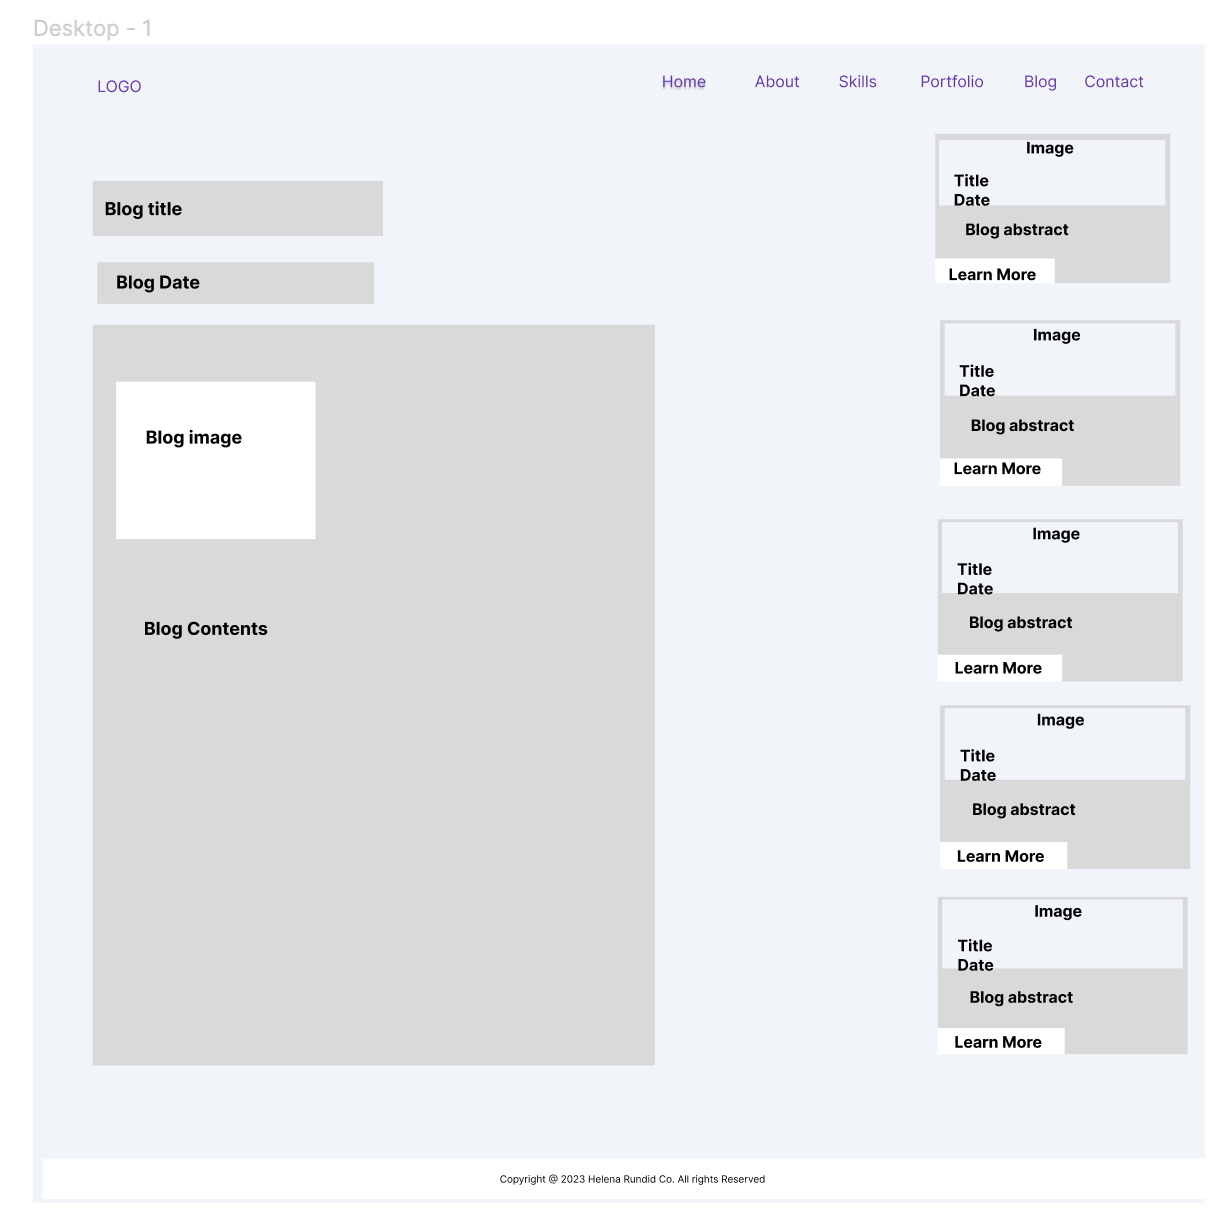 Desktop - 1
LOGO
Home About Skills Portfolio Blog Contact
Blog title
Blog Date
Blog image
Blog Contents
Image
Title
Date
Blog abstract
Learn More
Image
Title
Date
Blog abstract
Learn More
Image
Title
Date
Blog abstract
Learn More
Image
Title
Date
Blog abstract
Learn More
Image
Title
Date
Blog abstract
Learn More
Copyright @ 2023 Helena Rundid Co. All rights Reserved